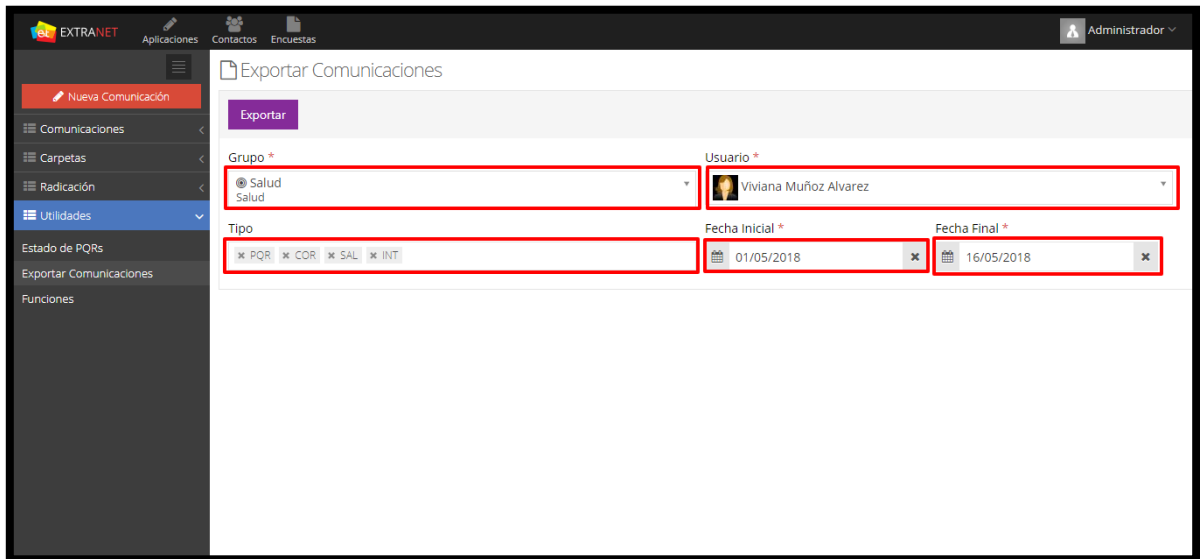 EXTRANET
Aplicaciones
Contactos
Encuestas
Administrador
Nueva Comunicación
Comunicaciones
Carpetas
Radicación
Utilidades
Estado de PQRs
Exportar Comunicaciones
Funciones
Exportar Comunicaciones
Exportar
Grupo *
Salud
Salud
Usuario *
Viviana Muñoz Alvarez
Tipo
PQR COR SAL INT
Fecha Inicial *
01/05/2018
Fecha Final *
16/05/2018